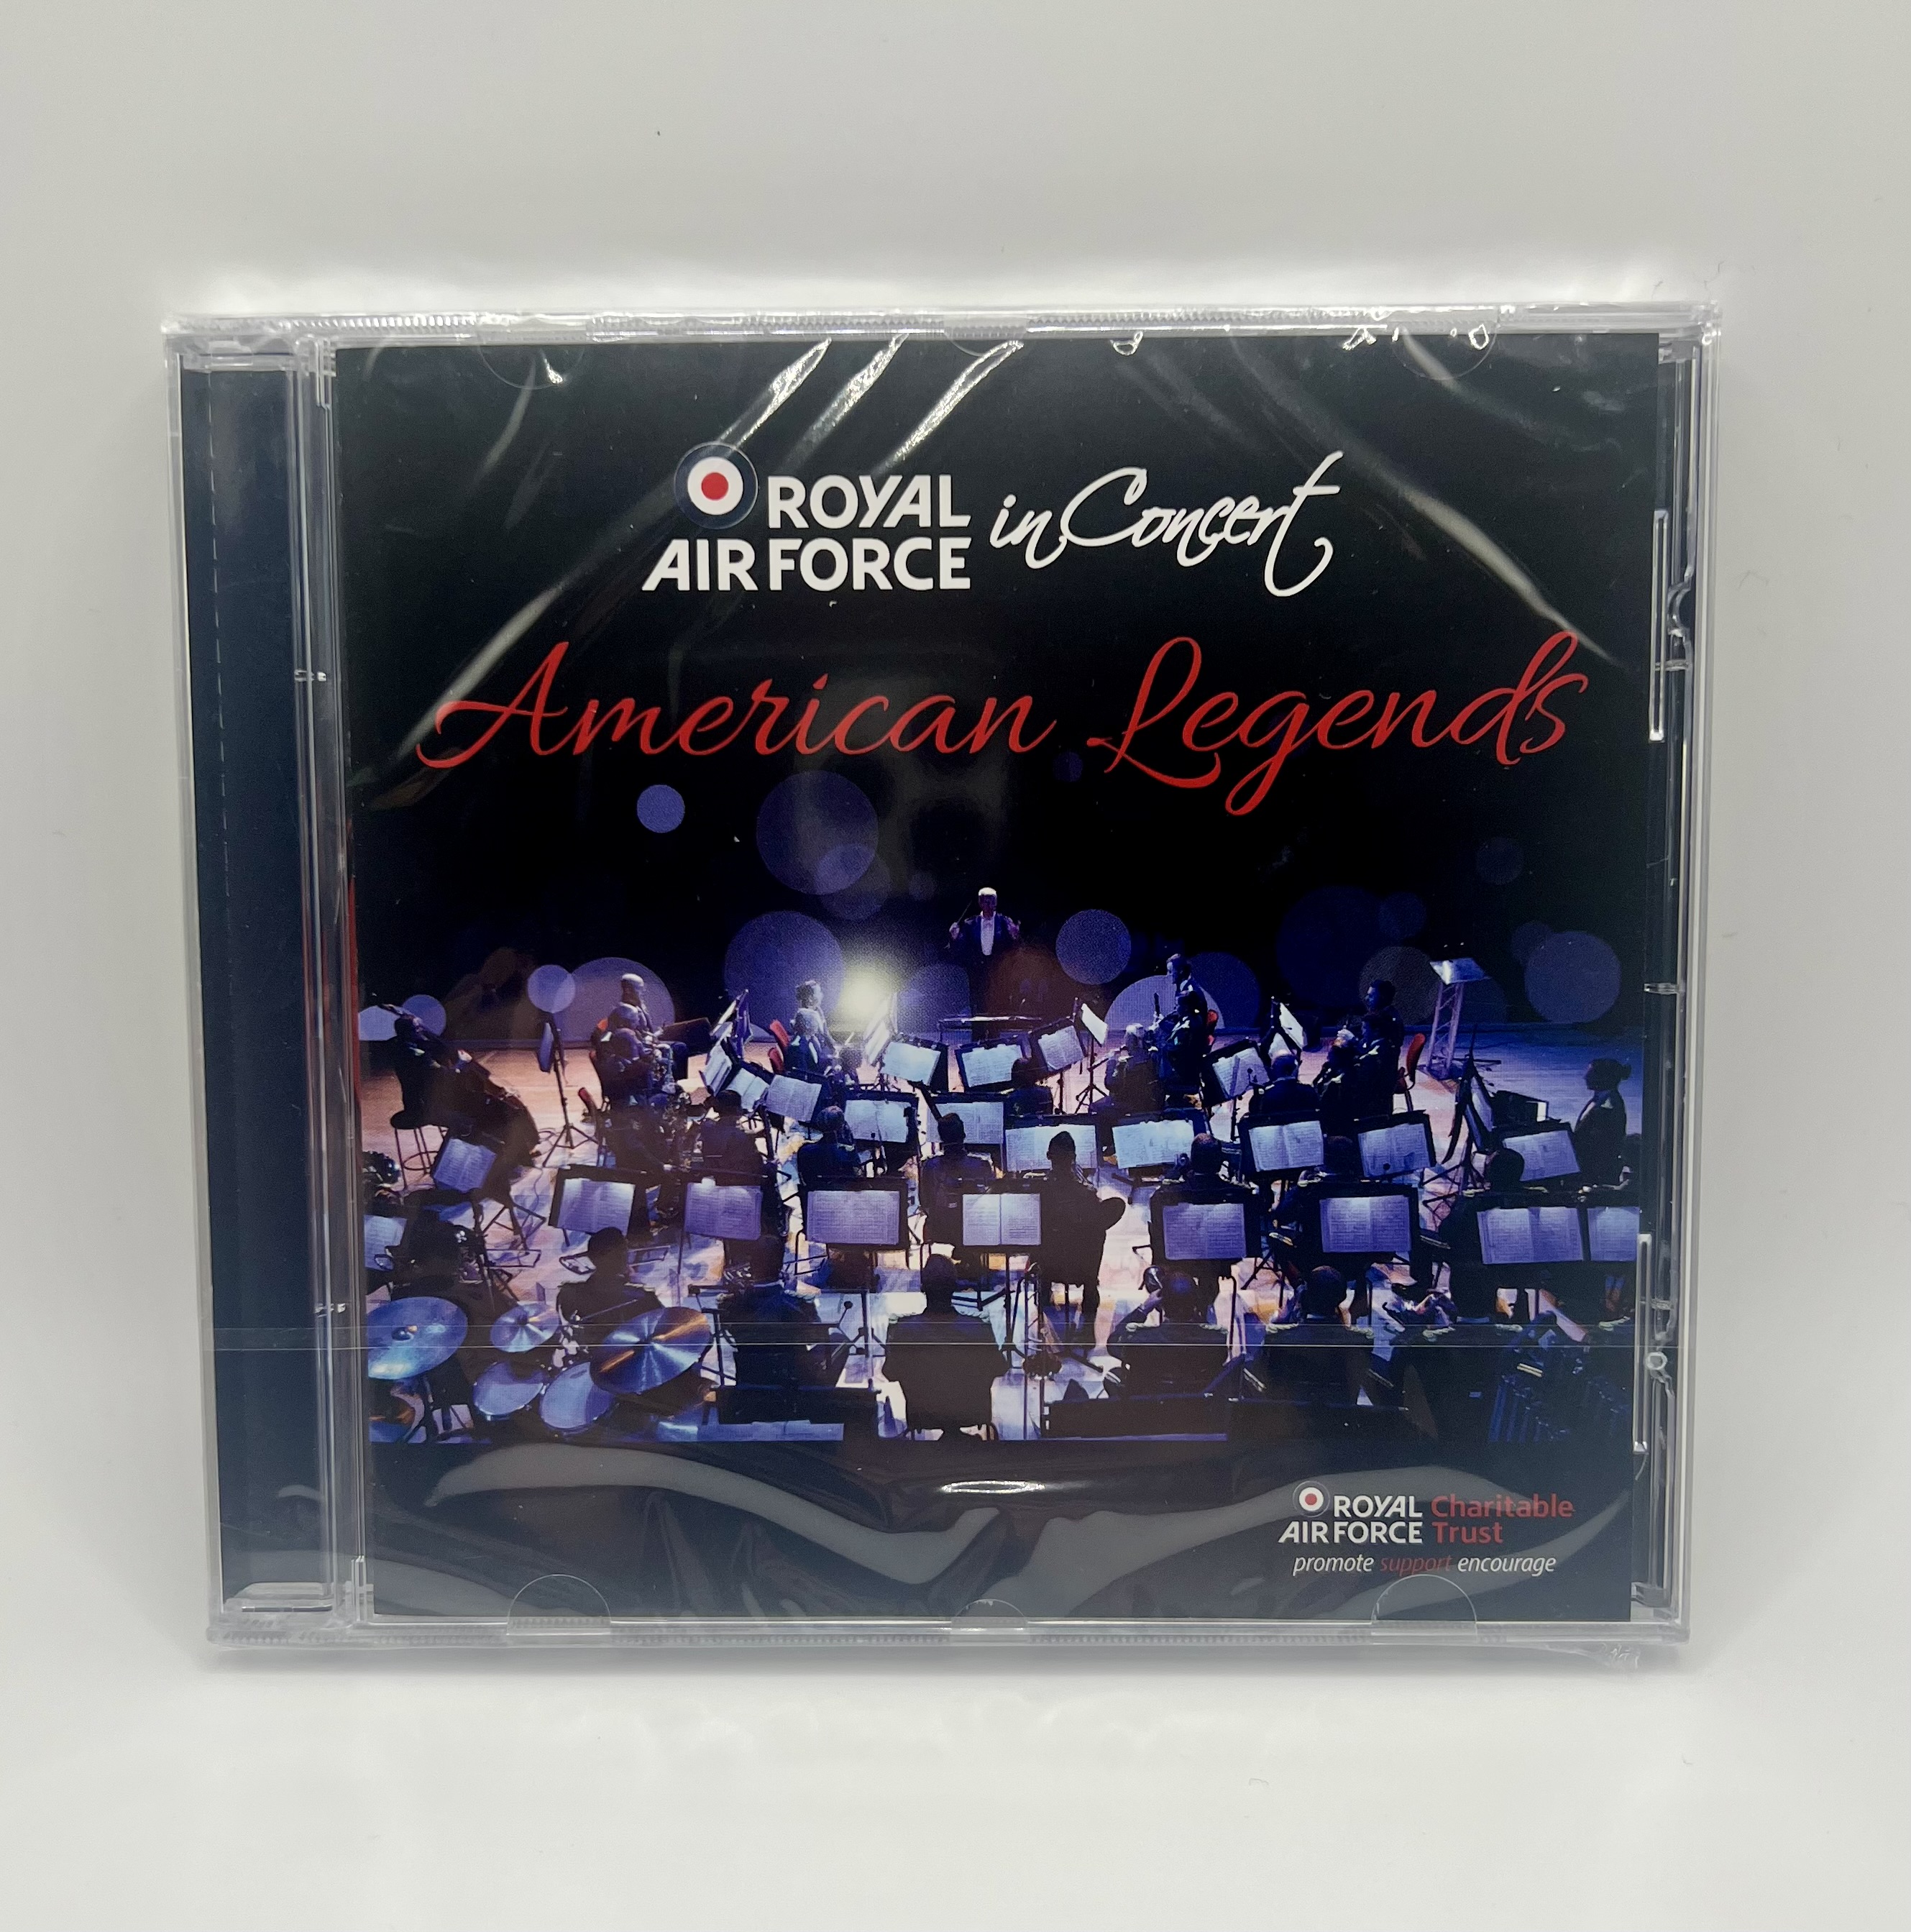 ROYAL
AIR FORCE
in Concert
American Legends
ROYAL Charitable
AIR FORCE Trust
promote support encourage